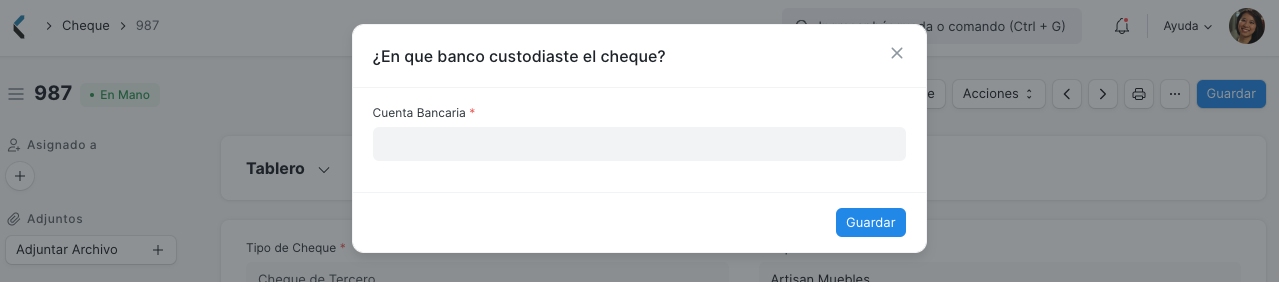 Cheque
987
da o comando (Ctrl + G)
Ayuda
¿En que banco custodiaste el cheque?
987
En Mano
Acciones
Guardar
Asignado a
Cuenta Bancaria *
Tablero
Adjuntos
Guardar
Adjuntar Archivo
Tipo de Cheque *
Cheque de Tercero
Artisan Muebles